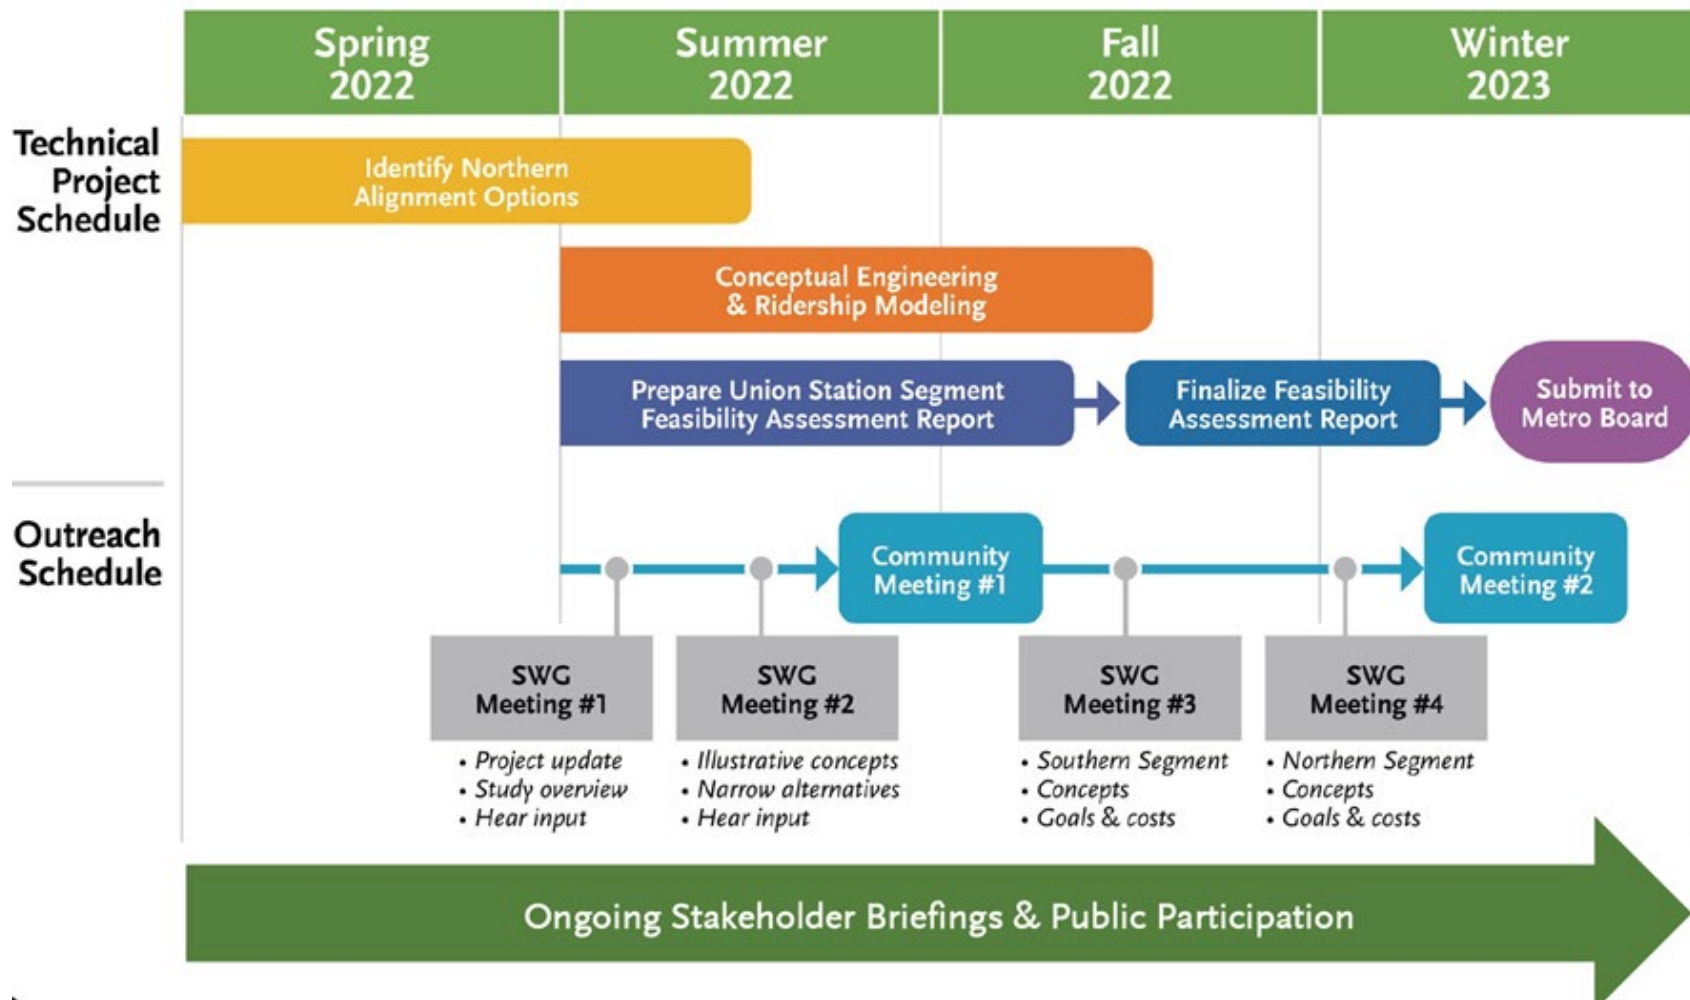 Spring
2022
Summer
2022
Fall
2022
Winter
2023
Technical
Project
Schedule
Identify Northern
Alignment Options
Conceptual Engineering
& Ridership Modeling
Prepare Union Station Segment
Feasibility Assessment Report
Finalize Feasibility
Assessment Report
Submit to
Metro Board
Outreach
Schedule
Community
Meeting #1
Community
Meeting #2
SWG
Meeting #1
• Project update
• Study overview
• Hear input
SWG
Meeting #2
• Illustrative concepts
• Narrow alternatives
• Hear input
SWG
Meeting #3
• Southern Segment
• Concepts
• Goals & costs
SWG
Meeting #4
• Northern Segment
• Concepts
• Goals & costs
Ongoing Stakeholder Briefings & Public Participation